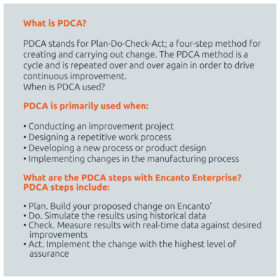 What is PDCA?
PDCA stands for Plan-Do-Check-Act; a four-step method for
creating and carrying out change. The PDCA method is a
cycle and is repeated over and over again in order to drive
continuous improvement.
When is PDCA used?
PDCA is primarily used when:
• Conducting an improvement project
• Designing a repetitive work process
• Developing a new process or product design
• Implementing changes in the manufacturing process
What are the PDCA steps with Encanto Enterprise?
PDCA steps include:
• Plan. Build your proposed change on Encanto'
• Do. Simulate the results using historical data
• Check. Measure results with real-time data against desired
improvements
• Act. Implement the change with the highest level of
assurance